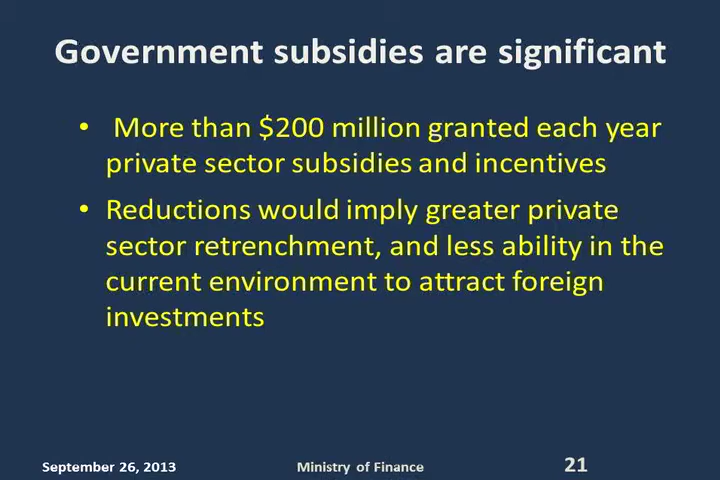 Government subsidies are significant
• More than $200 million granted each year
private sector subsidies and incentives
• Reductions would imply greater private
sector retrenchment, and less ability in the
current environment to attract foreign
investments
September 26, 2013 Ministry of Finance 21